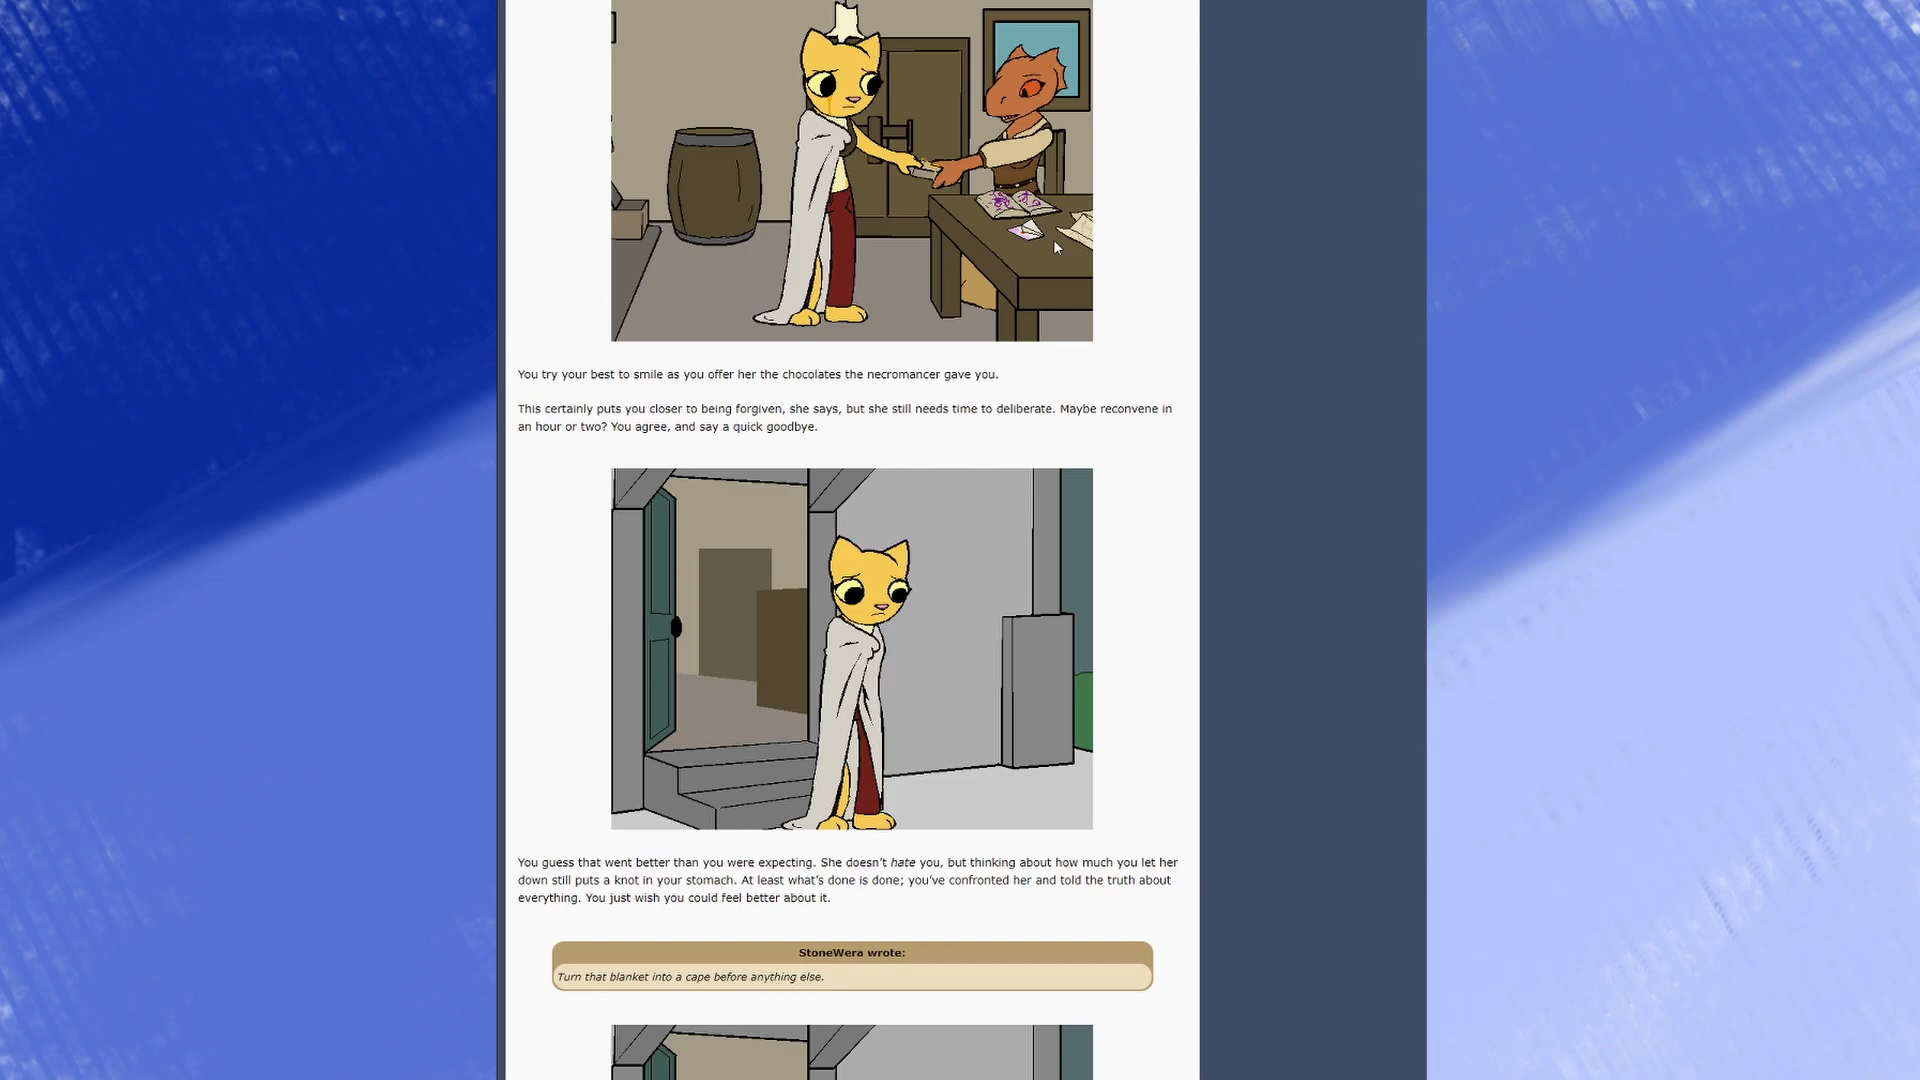 You try your best to smile as you offer her the chocolates the necromancer gave you.
This certainly puts you closer to being forgiven, she says, but she still needs time to deliberate. Maybe reconvene in
an hour or two? You agree, and say a quick goodbye.
You guess that went better than you were expecting. She doesn’t hate you, but thinking about how much you let her
down still puts a knot in your stomach. At least what’s done is done; you’ve confronted her and told the truth about
everything. You just wish you could feel better about it.
StoneWera wrote:
Turn that blanket into a cape before anything else.